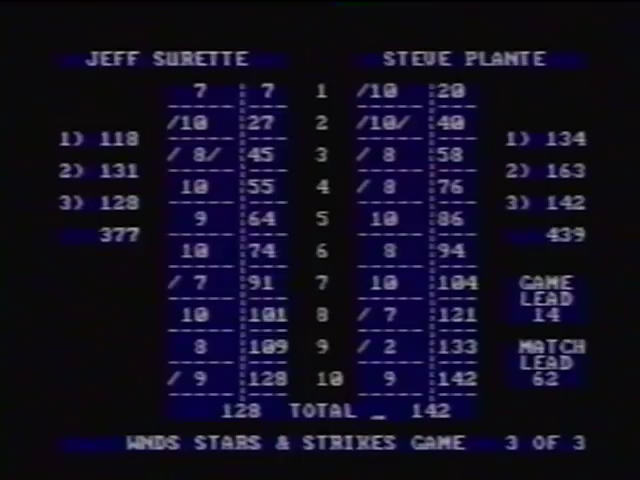 JEFF SURETTE STEVE PLANTE
7 7 1 /10 20
/10 27 2 /10/ 40
1) 118 / 8/ 45 3 / 8 58 1) 134
2) 131 10 55 4 / 8 76 2) 163
3) 128 9 64 5 10 86 3) 142
377 10 74 6 8 94 439
/ 7 91 7 10 104 GAME
LEAD
10 101 8 / 7 121 14
8 109 9 / 2 133 MATCH
LEAD
/ 9 128 10 9 142 62
128 TOTAL _ 142
WNDS STARS & STRIKES GAME 3 OF 3